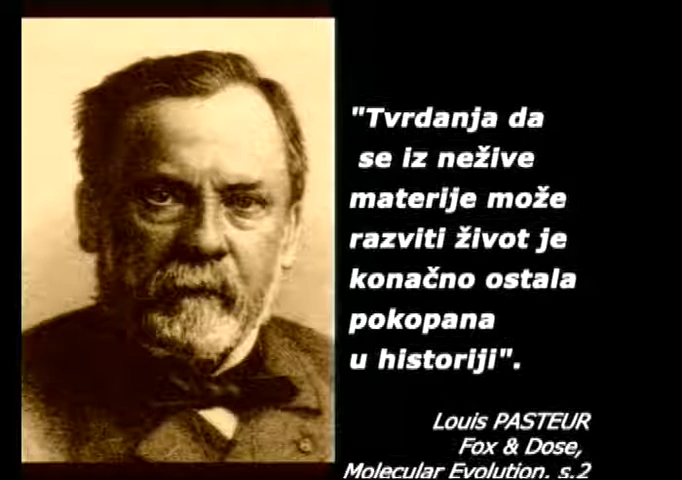 "Tvrdanja da
se iz nežive
materije može
razviti život je
konačno ostala
pokopana
u historiji".
Louis PASTEUR
Fox & Dose,
Molecular Evolution, s.2